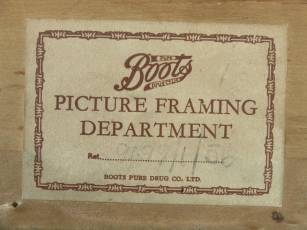 Boots
PICTURE FRAMING
DEPARTMENT
Ref.
BOOTS PURE DRUG CO. LTD.